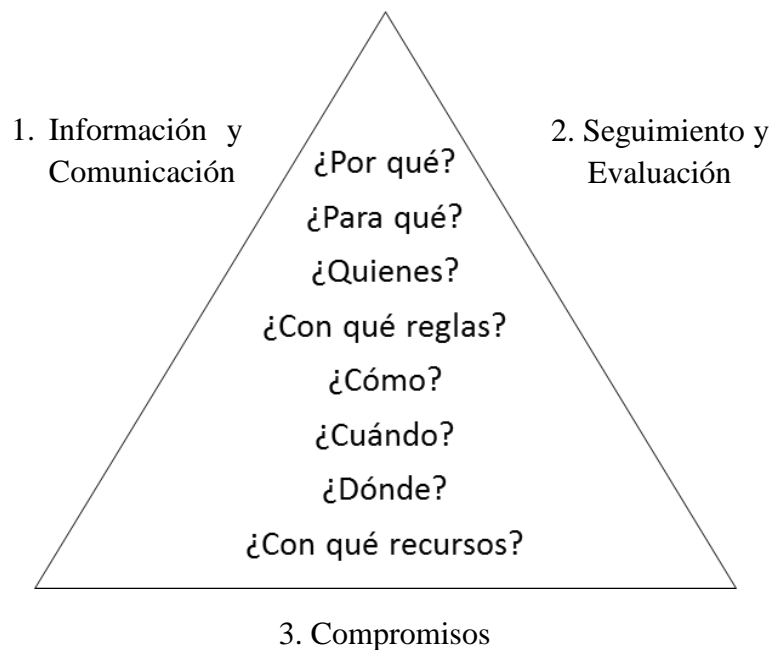 1. Información y
Comunicación
2. Seguimiento y
Evaluación
¿Por qué?
¿Para qué?
¿Quienes?
¿Con qué reglas?
¿Cómo?
¿Cuándo?
¿Dónde?
¿Con qué recursos?
3. Compromisos